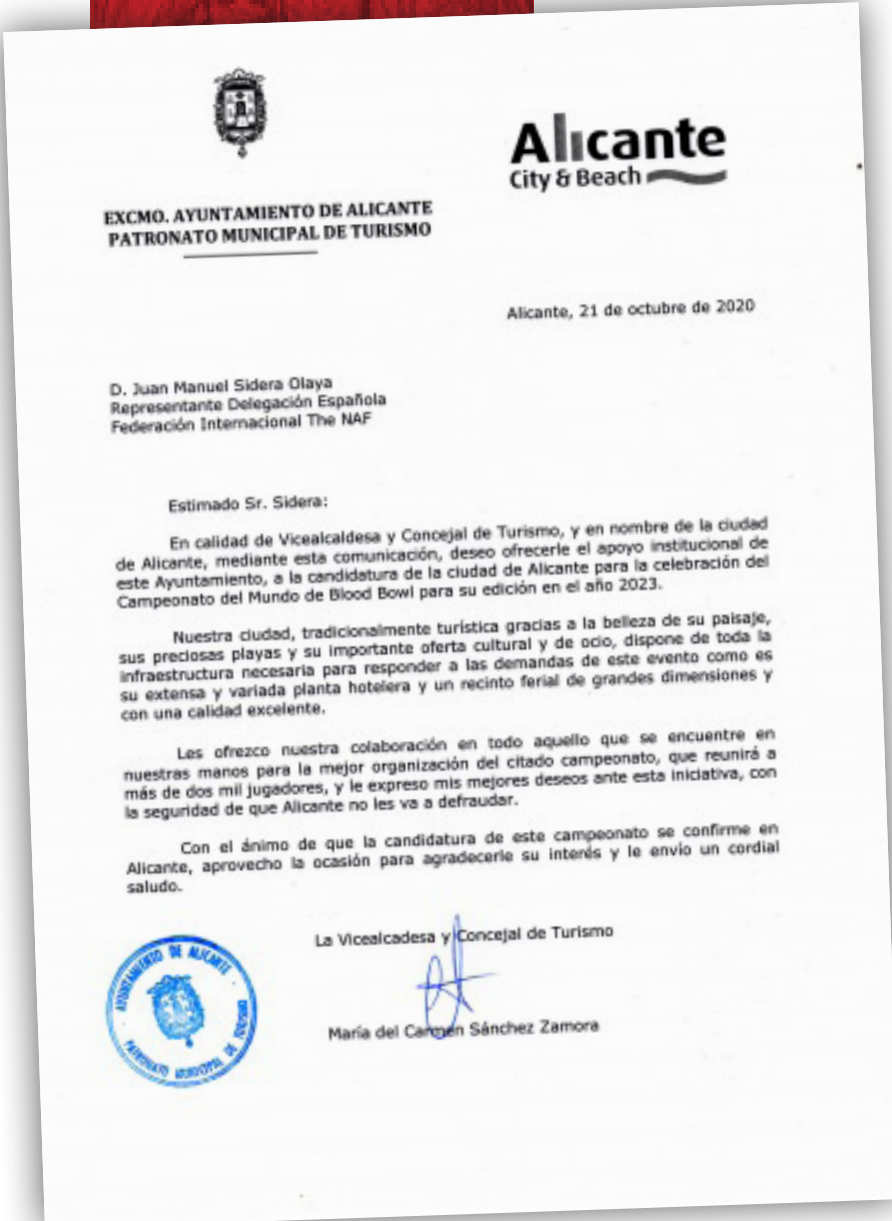 EXCMO. AYUNTAMIENTO DE ALICANTE
PATRONATO MUNICIPAL DE TURISMO
Alicante
City & Beach
Alicante, 21 de octubre de 2020
D. Juan Manuel Sidera Olaya
Representante Delegación Española
Federación Internacional The NAF
Estimado Sr. Sidera:
En calidad de Vicealcaldesa y Concejal de Turismo, y en nombre de la ciudad
de Alicante, mediante esta comunicación, deseo ofrecerle el apoyo institucional de
este Ayuntamiento, a la candidatura de la ciudad de Alicante para la celebración del
Campeonato del Mundo de Blood Bowl para su edición en el año 2023.
Nuestra ciudad, tradicionalmente turística gracias a la belleza de su paisaje,
sus preciosas playas y su importante oferta cultural y de ocio, dispone de toda la
infraestructura necesaria para responder a las demandas de este evento como es
su extensa y variada planta hotelera y un recinto ferial de grandes dimensiones y
con una calidad excelente.
Les ofrezco nuestra colaboración en todo aquello que se encuentre en
nuestras manos para la mejor organización del citado campeonato, que reunirá a
más de dos mil jugadores, y le expreso mis mejores deseos ante esta iniciativa, con
la seguridad de que Alicante no les va a defraudar.
Con el ánimo de que la candidatura de este campeonato se confirme en
Alicante, aprovecho la ocasión para agradecerle su interés y le envío un cordial
saludo.
La Vicealcadesa y Concejal de Turismo
María del Carmen Sánchez Zamora
AYUNTAMIENTO DE ALICANTE
PATRONATO MUNICIPAL DE TURISMO